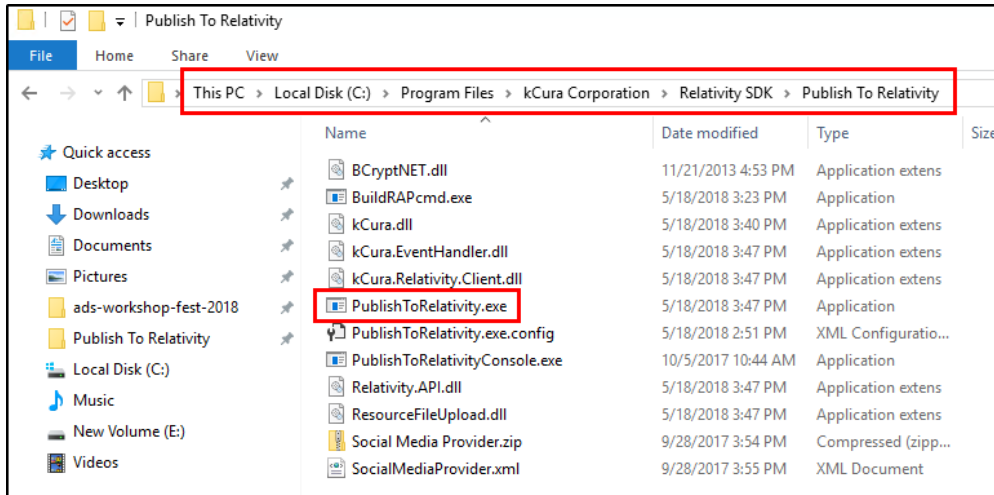 Publish To Relativity
File Home Share View
This PC > Local Disk (C:) > Program Files > kCura Corporation > Relativity SDK > Publish To Relativity
Name Date modified Type Size
Quick access
Desktop
Downloads
Documents
Pictures
ads-workshop-fest-2018
Publish To Relativity
Local Disk (C:)
Music
New Volume (E:)
Videos
BCryptNET.dll 11/21/2013 4:53 PM Application extens
BuildRAPcmd.exe 5/18/2018 3:23 PM Application
kCura.dll 5/18/2018 3:40 PM Application extens
kCura.EventHandler.dll 5/18/2018 3:47 PM Application extens
kCura.Relativity.Client.dll 5/18/2018 3:47 PM Application extens
PublishToRelativity.exe 5/18/2018 3:47 PM Application
PublishToRelativity.exe.config 5/18/2018 2:51 PM XML Configuratio...
PublishToRelativityConsole.exe 10/5/2017 10:44 AM Application
Relativity.API.dll 5/18/2018 3:47 PM Application extens
ResourceFileUpload.dll 5/18/2018 3:47 PM Application extens
Social Media Provider.zip 9/28/2017 3:54 PM Compressed (zipp...
SocialMediaProvider.xml 9/28/2017 3:55 PM XML Document